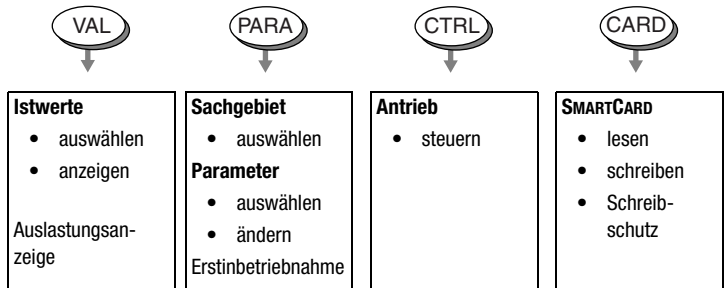 VAL
PARA
CTRL
CARD
Istwerte
• auswählen
• anzeigen
Auslastungsan-
zeige
Sachgebiet
• auswählen
Parameter
• auswählen
• ändern
Erstinbetriebnahme
Antrieb
• steuern
SMARTCARD
• lesen
• schreiben
• Schreib-
schutz